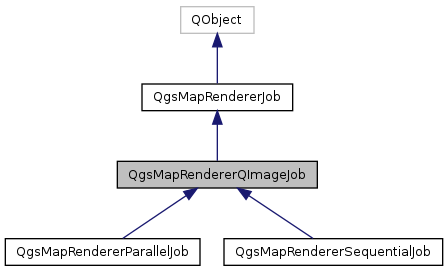 QObject
QgsMapRendererJob
QgsMapRendererQImageJob
QgsMapRendererParallelJob
QgsMapRendererSequentialJob